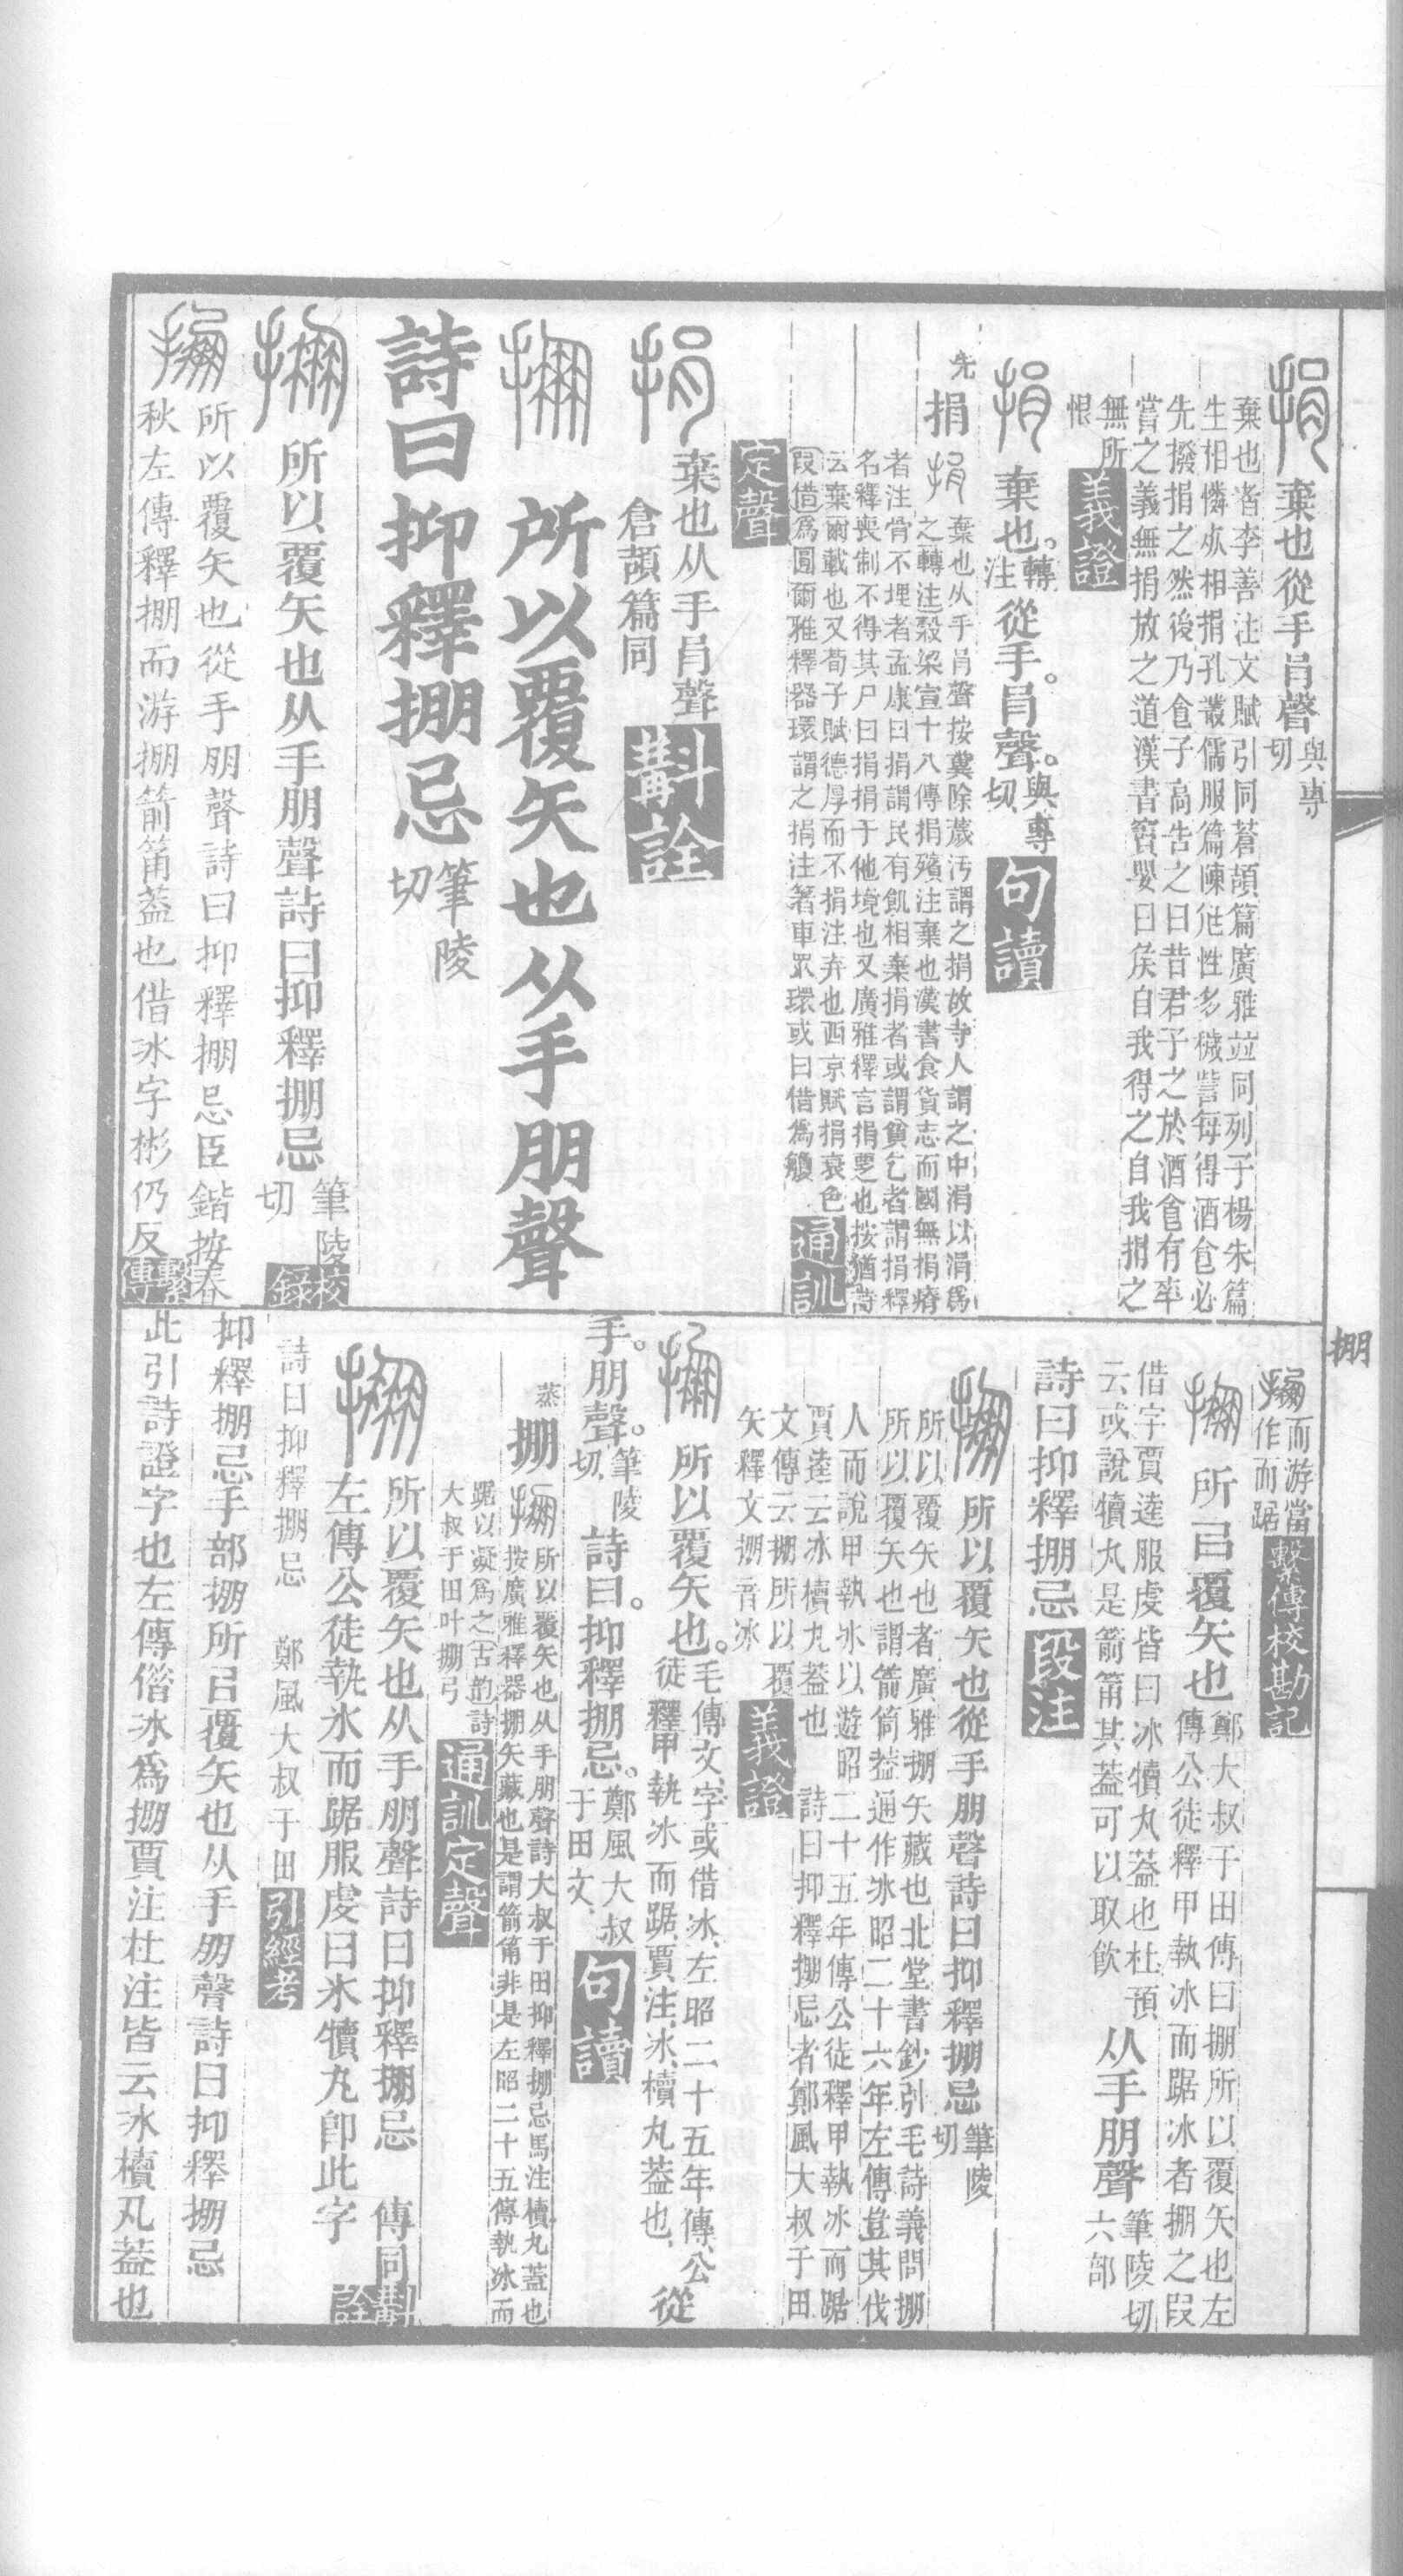 捐 棄也從手肙聲 與專切
棄也者李善注文賦引同蒼頡篇廣雅竝同列子楊朱篇
生相憐死相捐孔叢儒服篇陳尪性多穢訾每得酒食必
先撥捐之然後乃食子高告之曰昔君子之於酒食有率
嘗之義無捐放之道漢書竇嬰曰矦自我得之自我捐之
無所恨 義證
捐 棄也。轉注 從手。肙聲。與專切 句讀
先 捐 捐 棄也从手肙聲按糞除薉汚謂之捐故寺人謂之中涓以涓爲
之轉注穀梁宣十八傳捐殯注棄也漢書食貨志而國無捐瘠
者注骨不埋者孟康曰捐謂民有飢相棄捐者或謂貧乞者謂捐釋
名釋喪制不得其尸曰捐捐于他境也又廣雅釋言捐㪅也按猶詩
云棄爾載也又荀子賦德厚而不捐注弃也西京賦捐衰色
叚借爲圓爾雅釋器環謂之捐注著車眾環或曰借爲觼 通訓
定聲
捐 棄也从手肙聲
倉頡篇同 斠詮
掤 所以覆矢也从手朋聲
詩曰抑釋掤忌 筆陵切
掤 所以覆矢也从手朋聲詩曰抑釋掤忌 筆陵切 校錄
掤 所以覆矢也從手朋聲詩曰抑釋掤忌臣鍇按春
秋左傳釋掤而游掤箭筩葢也借冰字彬仍反 繫傳
掤
掤 而游當作而踞 繫傳校勘記
掤 所㠯覆矢也 鄭大叔于田傳曰掤所以覆矢也左
傳公徒釋甲執冰而踞冰者掤之叚
借字賈逵服虔皆曰冰犢丸葢也杜預
云或說犢丸是箭筩其葢可以取飮 从手朋聲 筆陵切六部
詩曰抑釋掤忌 段注
掤 所以覆矢也從手朋聲詩曰抑釋掤忌 筆陵切
所以覆矢也者廣雅掤矢藏也北堂書鈔引毛詩義問掤
所以覆矢也謂箭筒葢通作冰昭二十六年左傳豈其伐
人而說甲執冰以遊昭二十五年傳公徒釋甲執冰而踞
賈逵云冰櫝丸葢也 詩曰抑釋掤忌者鄭風大叔于田
文傳云掤所以覆
矢釋文掤音冰 義證
掤 所以覆矢也。毛傳文、字或借冰、左昭二十五年傳、公
徒釋甲執冰而踞、賈注、冰、櫝丸葢也、 從
手。朋聲。筆陵切、 詩曰。抑釋掤忌。鄭風大叔于田文、 句讀
蒸 掤 掤 所以覆矢也从手朋聲詩大叔于田抑釋掤忌馬注櫝丸蓋也
按廣雅釋器掤矢藏也是謂箭筩非是左昭二十五傳執冰而
踞以凝爲之古韵詩
大叔于田叶掤弓 通訓定聲
掤 所以覆矢也从手朋聲詩曰抑釋掤忌 傳同
左傳公徒執氷而踞服虔曰氷犢丸卽此字 斠詮
詩曰抑釋掤忌 鄭風大叔于田 引經考
抑釋掤忌手部掤所㠯覆矢也从手朋聲詩曰抑釋掤忌
此引詩證字也左傳偕冰爲掤賈注杜注皆云冰櫝丸葢也